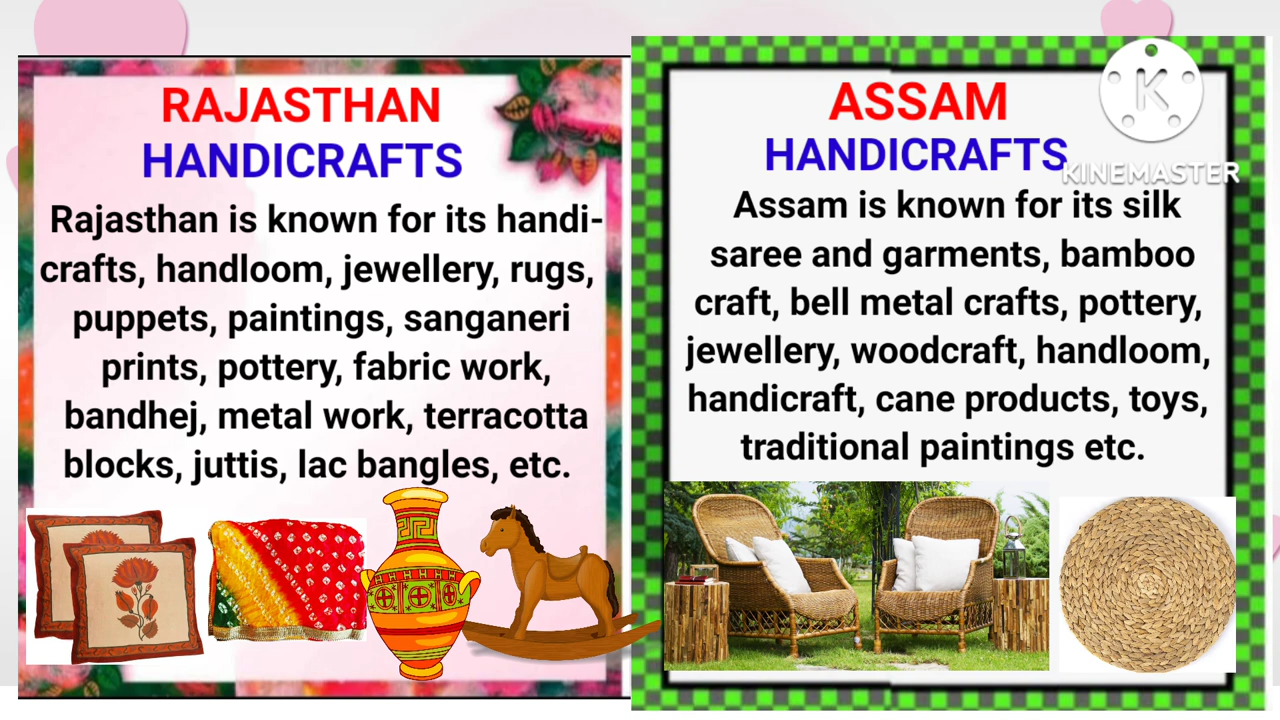 RAJASTHAN
HANDICRAFTS
Rajasthan is known for its handi-
crafts, handloom, jewellery, rugs,
puppets, paintings, sanganeri
prints, pottery, fabric work,
bandhej, metal work, terracotta
blocks, juttis, lac bangles, etc.
ASSAM
HANDICRAFTS
Assam is known for its silk
saree and garments, bamboo
craft, bell metal crafts, pottery,
jewellery, woodcraft, handloom,
handicraft, cane products, toys,
traditional paintings etc.
K
KINEMASTER